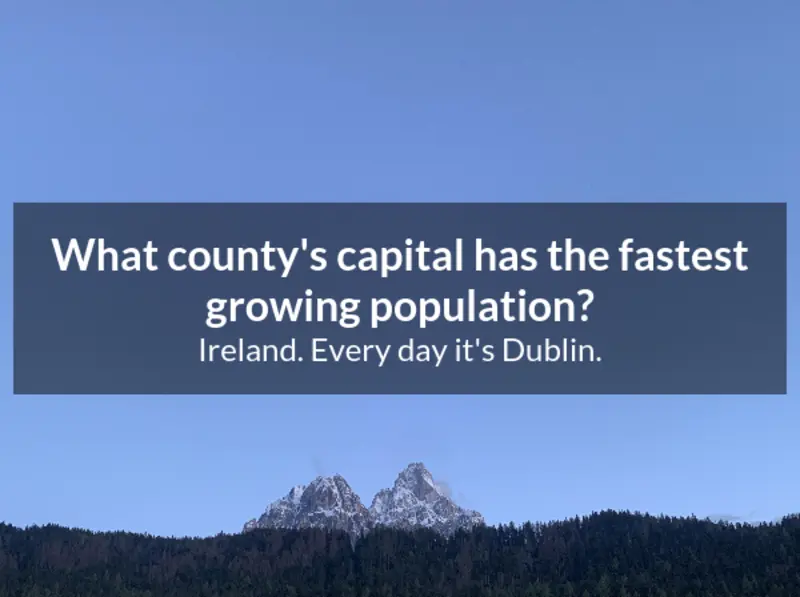 What county's capital has the fastest
growing population?
Ireland. Every day it's Dublin.